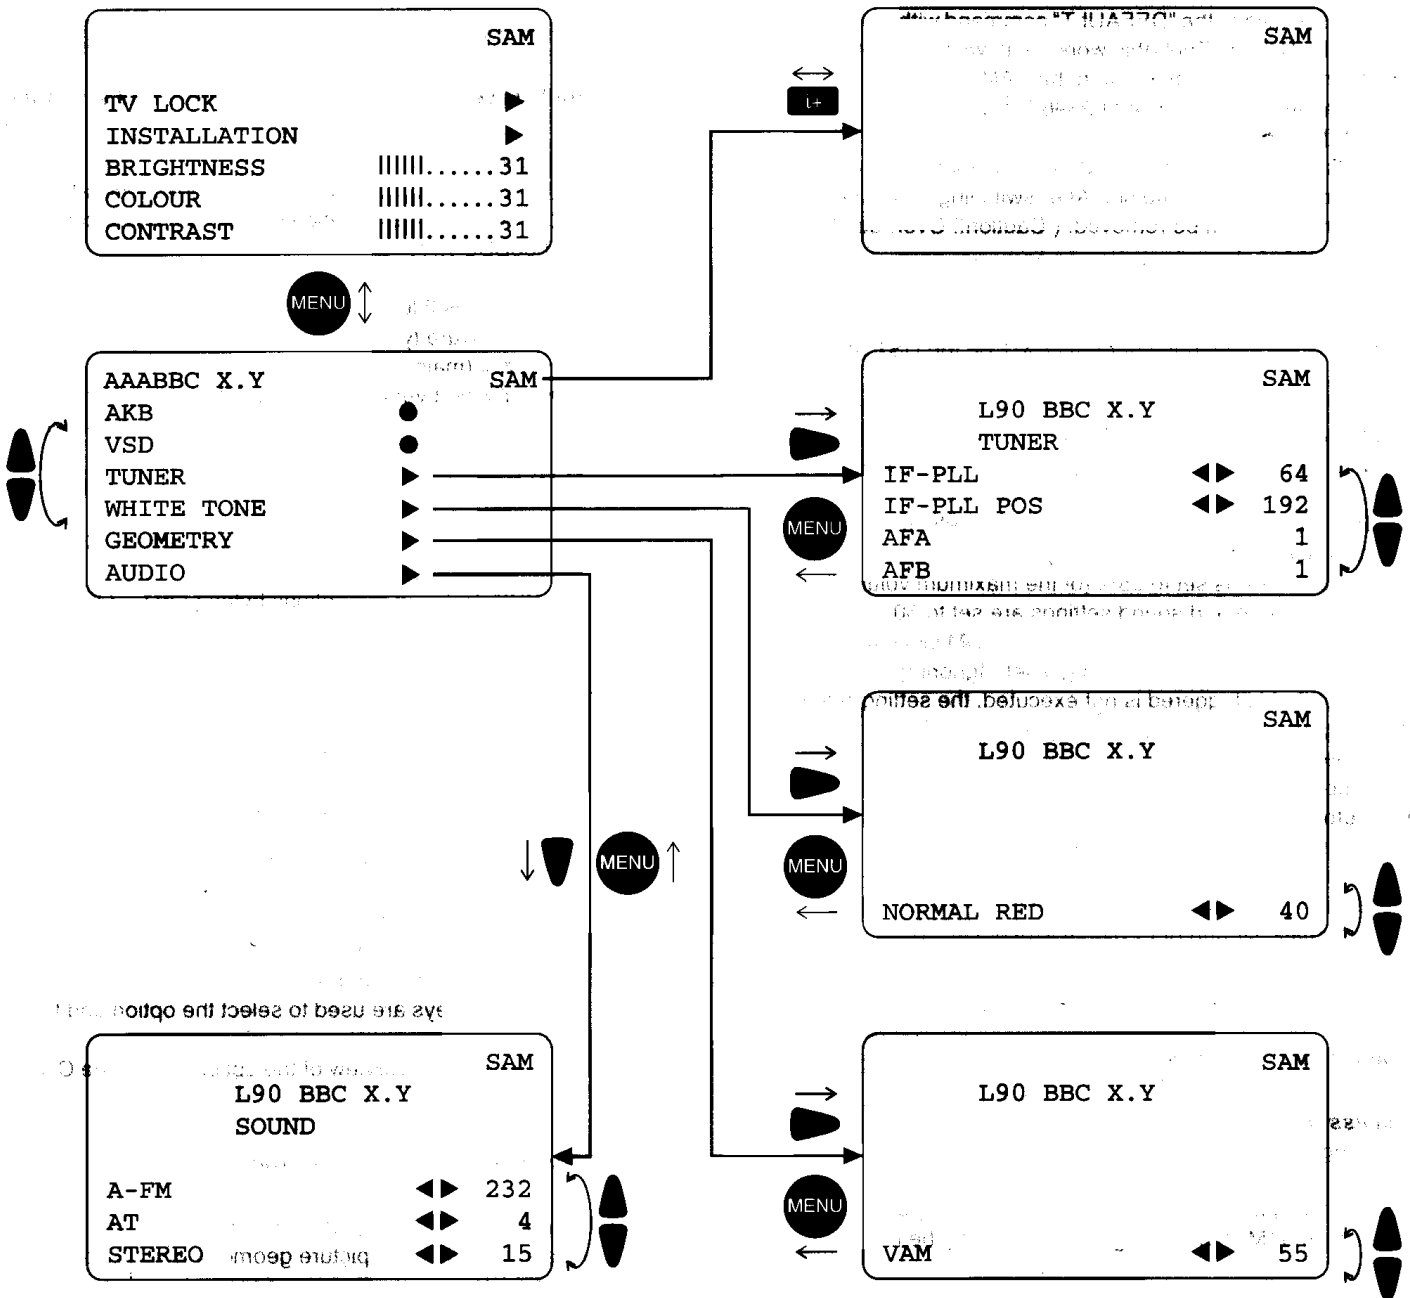 SAM
TV LOCK ▶
INSTALLATION ▶
BRIGHTNESS ||||||......31
COLOUR ||||||......31
CONTRAST ||||||......31
MENU
AAABBC X.Y SAM
AKB ●
VSD ●
TUNER ▶
WHITE TONE ▶
GEOMETRY ▶
AUDIO ▶
MENU
SAM
L90 BBC X.Y
SOUND
A-FM ◀▶ 232
AT ◀▶ 4
STEREO ◀▶ 15
i+
SAM
SAM
L90 BBC X.Y
TUNER
IF-PLL ◀▶ 64
IF-PLL POS ◀▶ 192
AFA 1
AFB 1
MENU
SAM
L90 BBC X.Y
NORMAL RED ◀▶ 40
MENU
SAM
L90 BBC X.Y
VAM ◀▶ 55
MENU